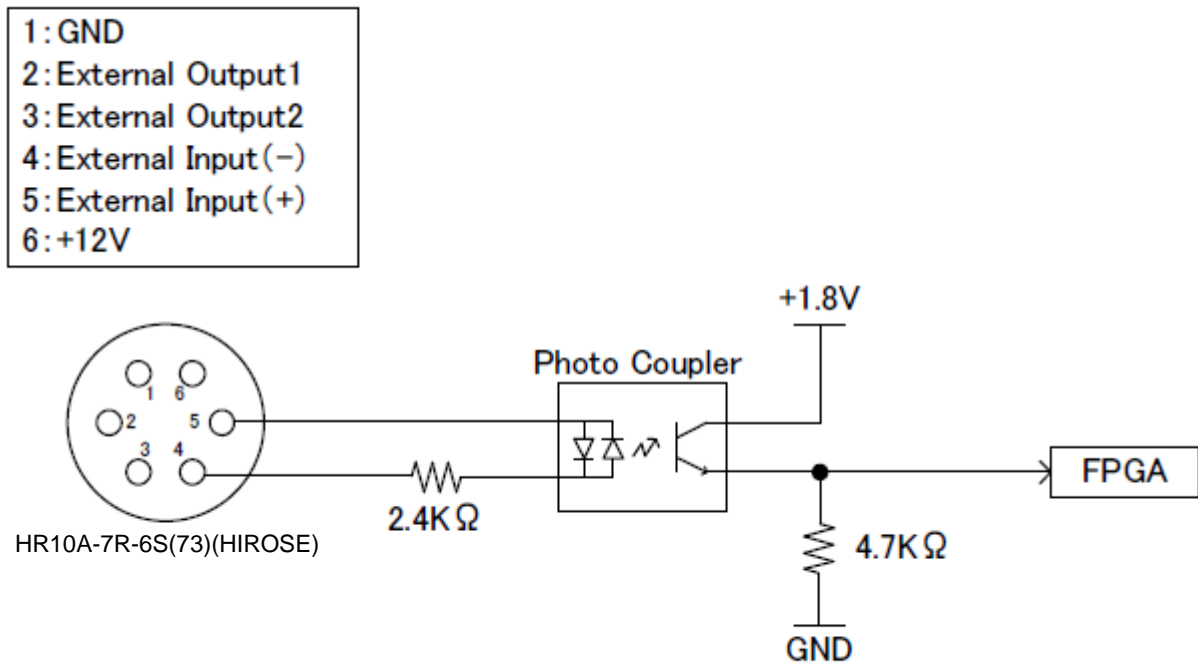 1:GND
2:External Output1
3:External Output2
4:External Input(-)
5:External Input(+)
6:+12V
+1.8V
Photo Coupler
1 6
2 5
3 4
2.4KΩ
FPGA
HR10A-7R-6S(73)(HIROSE)
4.7KΩ
GND